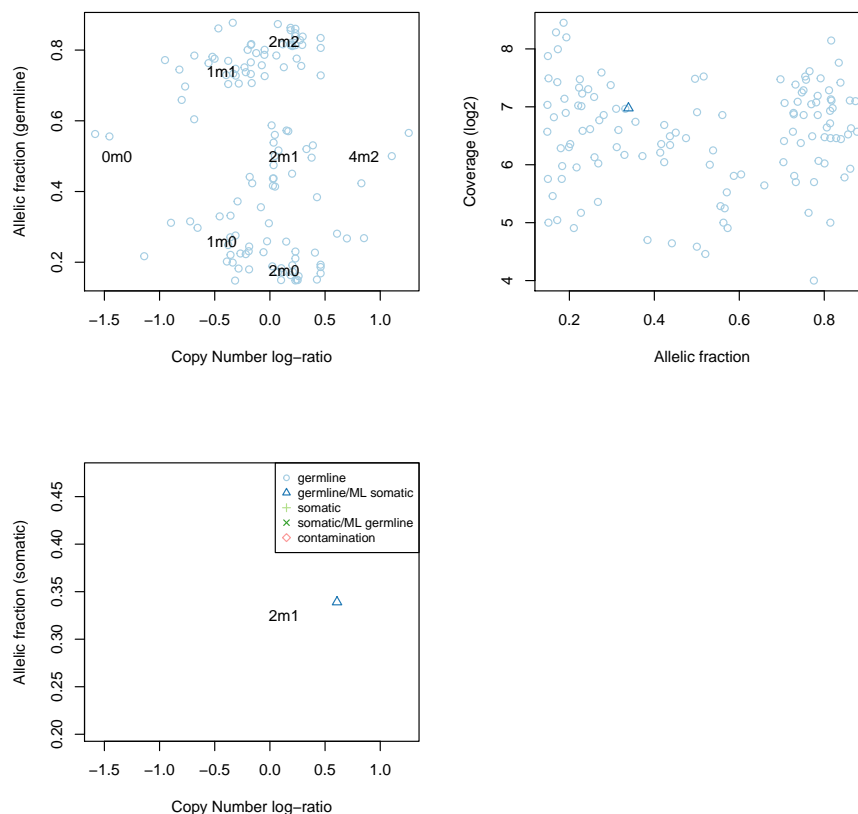 Allelic fraction (germline)
0.2 0.4 0.6 0.8
2m2
1m1
0m0 2m1 4m2
1m0
2m0
−1.5 −1.0 −0.5 0.0 0.5 1.0
Copy Number log−ratio
Coverage (log2)
4 5 6 7 8
0.2 0.4 0.6 0.8
Allelic fraction
Allelic fraction (somatic)
0.20 0.25 0.30 0.35 0.40 0.45
germline
germline/ML somatic
somatic
somatic/ML germline
contamination
2m1
−1.5 −1.0 −0.5 0.0 0.5 1.0
Copy Number log−ratio